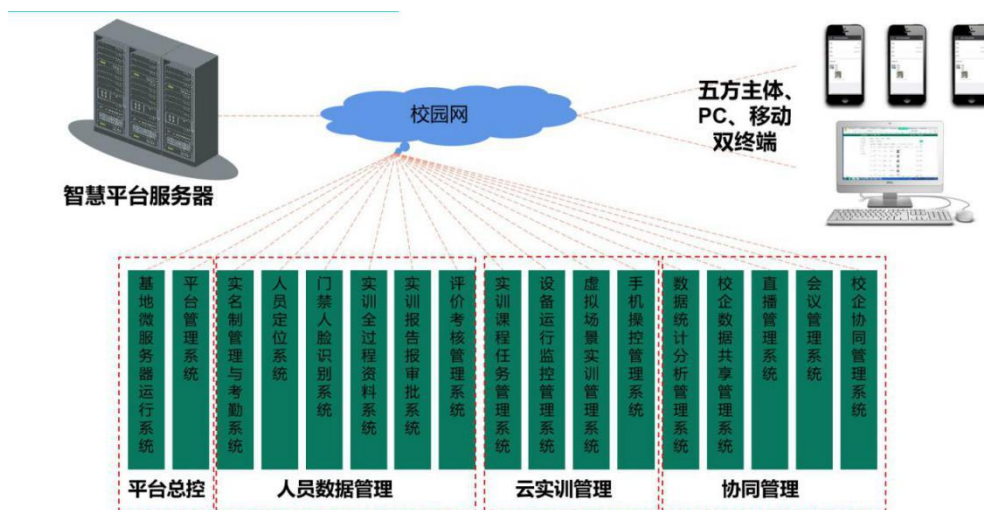 校园网
五方主体、
PC、移动
双终端
智慧平台服务器
基地微服务器运行系统
平台管理系统
实名制管理与考勤系统
人员定位系统
门禁人脸识别系统
实训全过程资料系统
实训报告报审批系统
评价考核管理系统
实训课程任务管理系统
设备运行监控管理系统
虚拟场景实训管理系统
手机操控管理系统
数据统计分析管理系统
校企数据共享管理系统
直播管理系统
会议管理系统
校企协同管理系统
平台总控
人员数据管理
云实训管理
协同管理